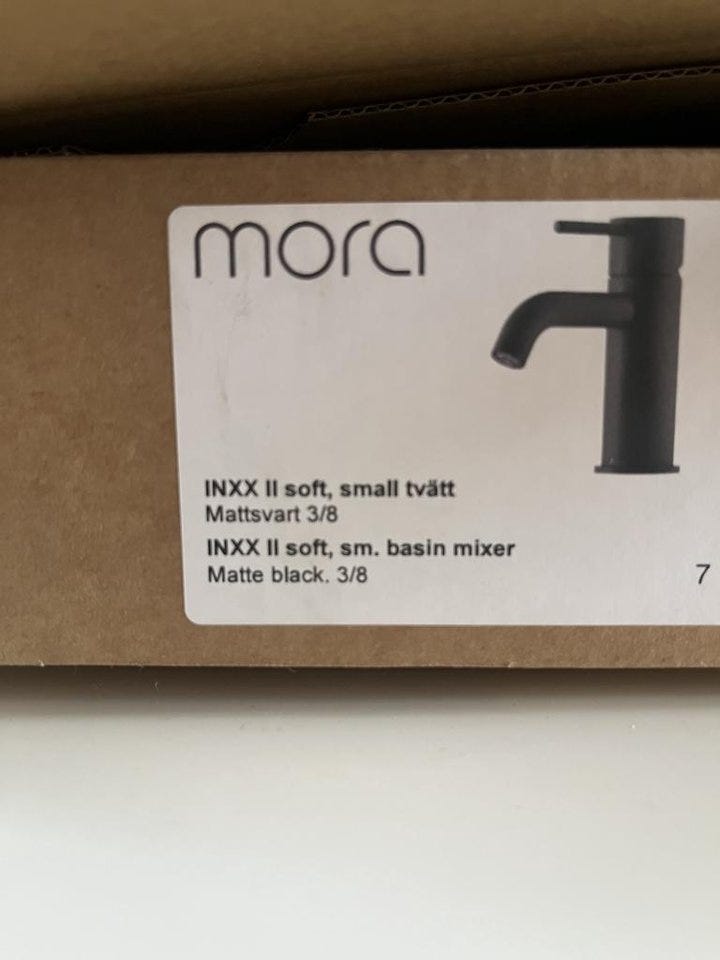 mora
INXX II soft, small tvätt
Mattsvart 3/8
INXX II soft, sm. basin mixer
Matte black. 3/8
7